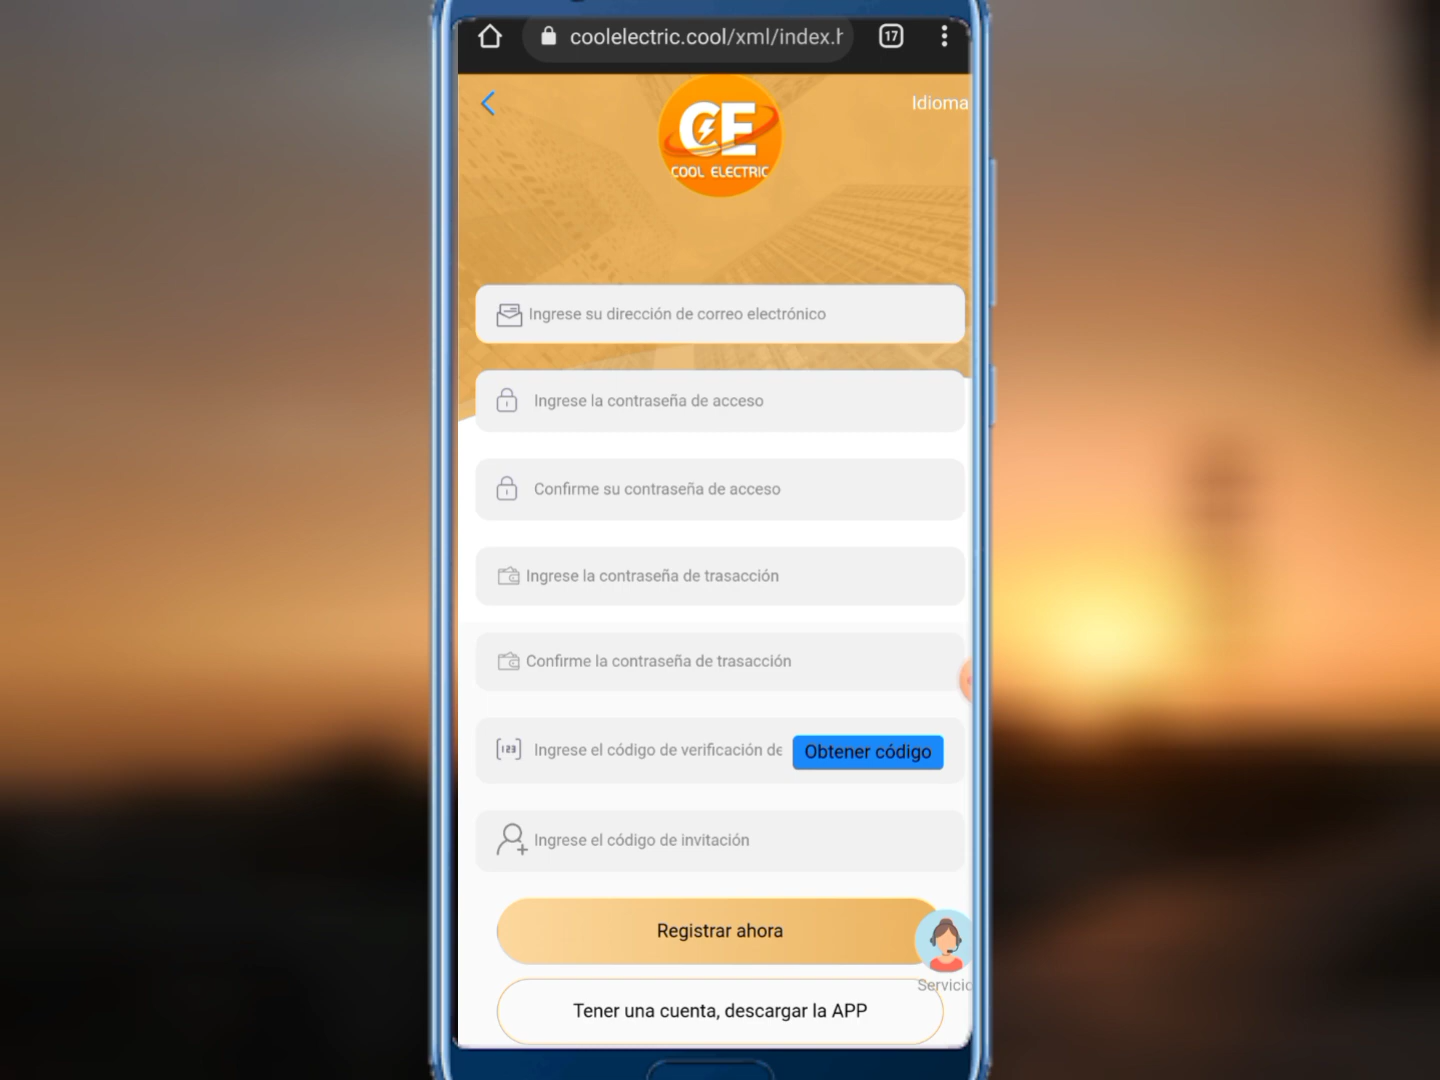 coolelectric.cool/xml/index.h
17
Idioma
CE
COOL ELECTRIC
Ingrese su dirección de correo electrónico
Ingrese la contraseña de acceso
Confirme su contraseña de acceso
Ingrese la contraseña de trasacción
Confirme la contraseña de trasacción
123
Ingrese el código de verificación de
Obtener código
Ingrese el código de invitación
Registrar ahora
Servicio
Tener una cuenta, descargar la APP